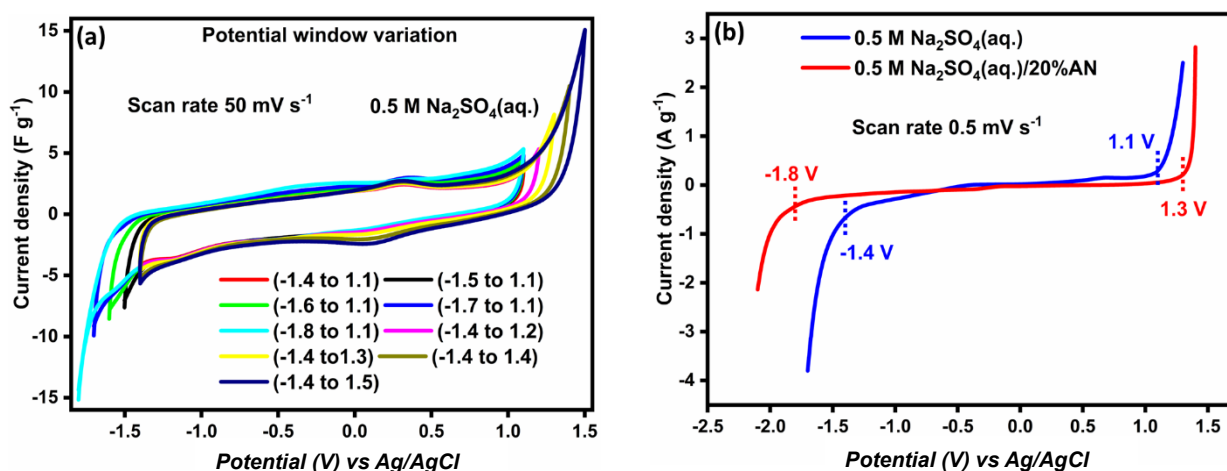 (a)
Potential window variation
Scan rate 50 mV s⁻¹
0.5 M Na₂SO₄(aq.)
Current density (F g⁻¹)
15
10
5
0
-5
-10
-15
(-1.4 to 1.1)
(-1.5 to 1.1)
(-1.6 to 1.1)
(-1.7 to 1.1)
(-1.8 to 1.1)
(-1.4 to 1.2)
(-1.4 to1.3)
(-1.4 to 1.4)
(-1.4 to 1.5)
-1.5 -1.0 -0.5 0.0 0.5 1.0 1.5
Potential (V) vs Ag/AgCl
(b)
0.5 M Na₂SO₄(aq.)
0.5 M Na₂SO₄(aq.)/20%AN
Scan rate 0.5 mV s⁻¹
1.1 V
-1.8 V
1.3 V
-1.4 V
Current density (A g⁻¹)
3
2
1
0
-1
-2
-3
-4
-2.5 -2.0 -1.5 -1.0 -0.5 0.0 0.5 1.0 1.5
Potential (V) vs Ag/AgCl